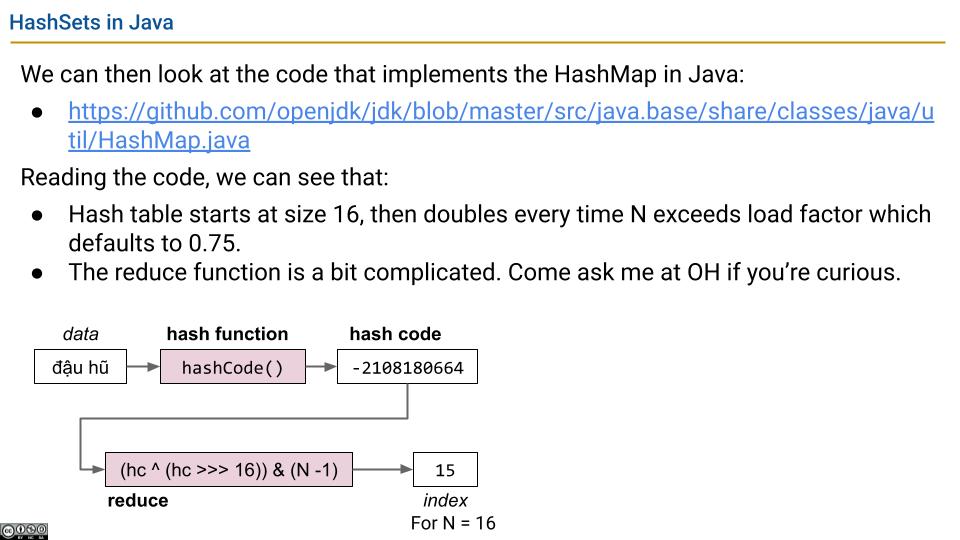 HashSets in Java
We can then look at the code that implements the HashMap in Java:
● https://github.com/openjdk/jdk/blob/master/src/java.base/share/classes/java/u
til/HashMap.java
Reading the code, we can see that:
● Hash table starts at size 16, then doubles every time N exceeds load factor which
defaults to 0.75.
● The reduce function is a bit complicated. Come ask me at OH if you’re curious.
data hash function hash code
đậu hũ hashCode() -2108180664
(hc ^ (hc >>> 16)) & (N -1) 15
reduce index
For N = 16
BY NC SA